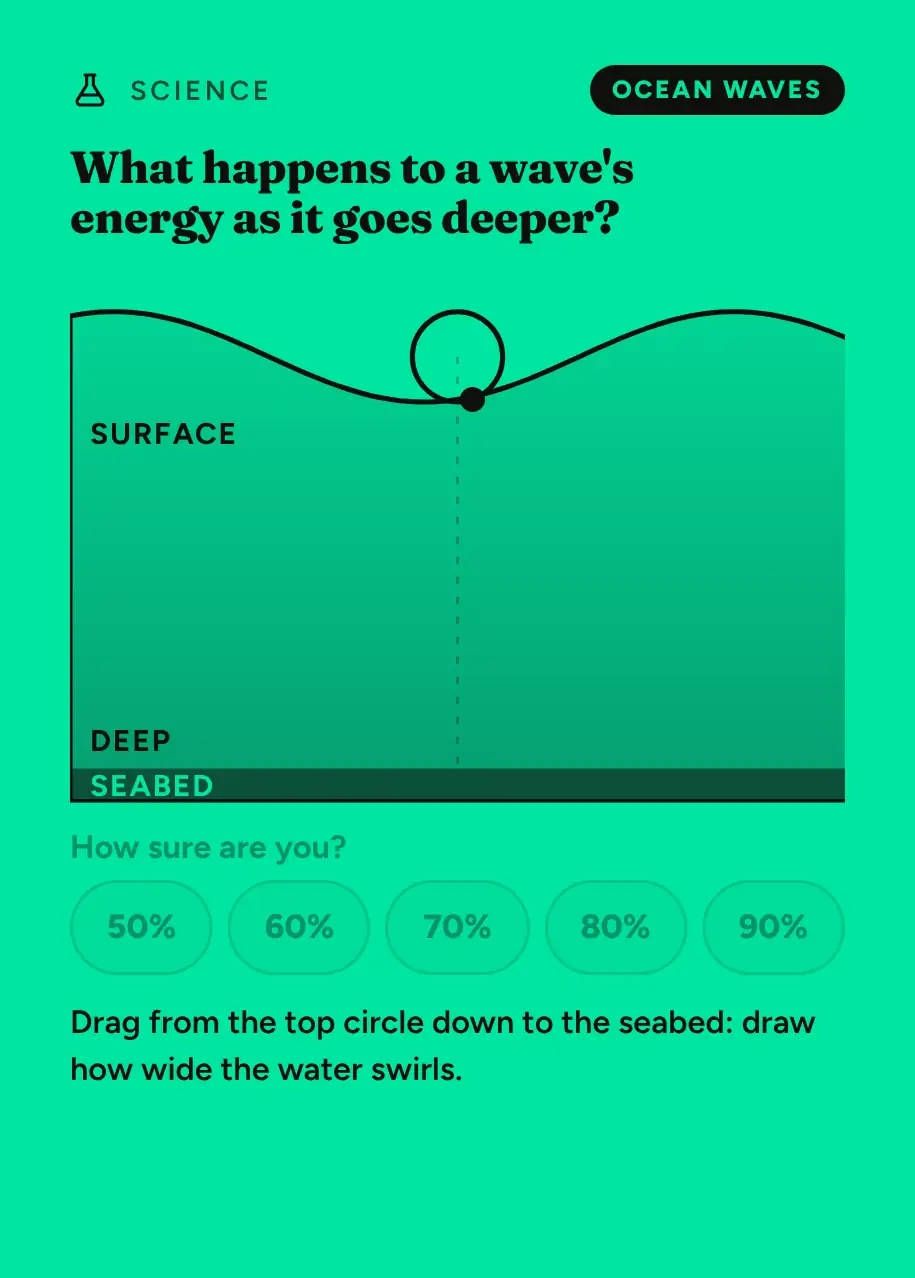 SCIENCE
OCEAN WAVES
What happens to a wave's
energy as it goes deeper?
SURFACE
DEEP
SEABED
How sure are you?
50% 60% 70% 80% 90%
Drag from the top circle down to the seabed: draw
how wide the water swirls.